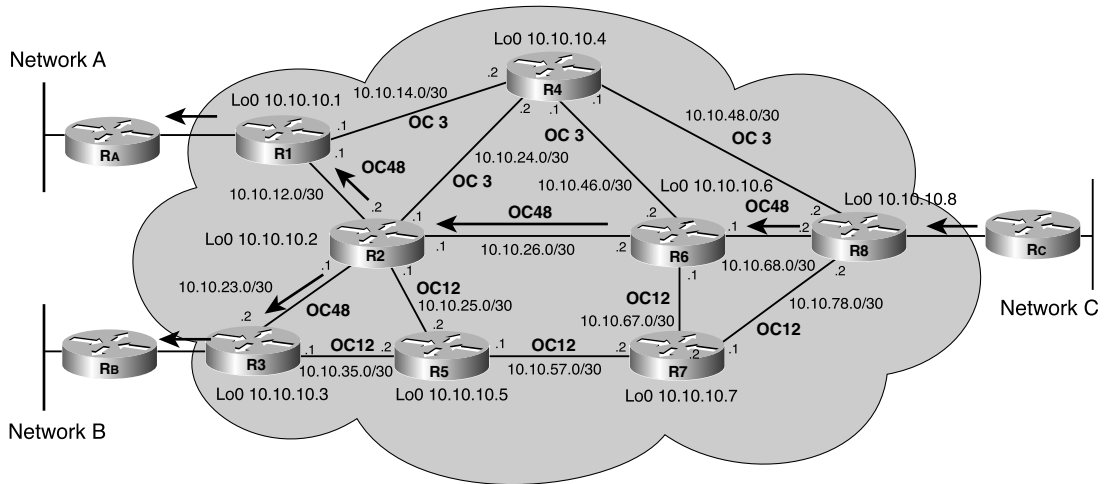 Lo0 10.10.10.4
Network A
.2
R4
10.10.14.0/30
.2
.1
.1
Lo0 10.10.10.1
10.10.48.0/30
OC 3
OC 3
OC 3
.1
RA
R1
.1
10.10.24.0/30
OC48
10.10.46.0/30
Lo0 10.10.10.6
OC 3
10.10.12.0/30
Lo0 10.10.10.8
.2
.1
OC48
.2
OC48
.2
.1
.2
Lo0 10.10.10.2
R2
.1
10.10.26.0/30
.2
R6
R8
RC
.1
.1
10.10.68.0/30
.2
.1
10.10.23.0/30
OC12
OC12
10.10.25.0/30
10.10.78.0/30
Network C
OC48
.2
.2
10.10.67.0/30
OC12
RB
R3
.1
OC12
.2
R5
.1
OC12
.2
.2
R7
.1
10.10.35.0/30
10.10.57.0/30
Lo0 10.10.10.3
Lo0 10.10.10.5
Lo0 10.10.10.7
Network B